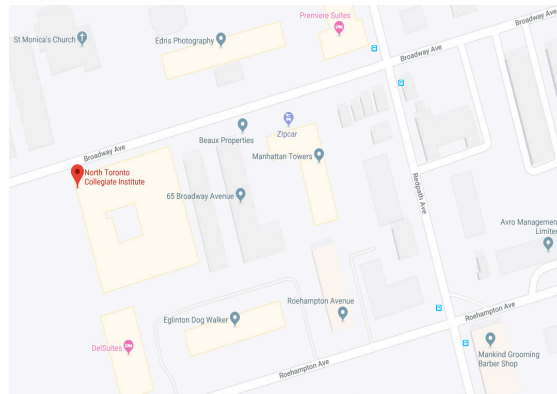 Premiere Suites
Broadway Ave
St Monica's Church
Edris Photography
Broadway Ave
Zipcar
Beaux Properties
Broadway Ave
Manhattan Towers
North Toronto
Collegiate Institute
65 Broadway Avenue
Redpath Ave
Avro Management
Limited
Roehampton Avenue
Roehampton Ave
Eglinton Dog Walker
DelSuites
Mankind Grooming
Barber Shop
Roehampton Ave